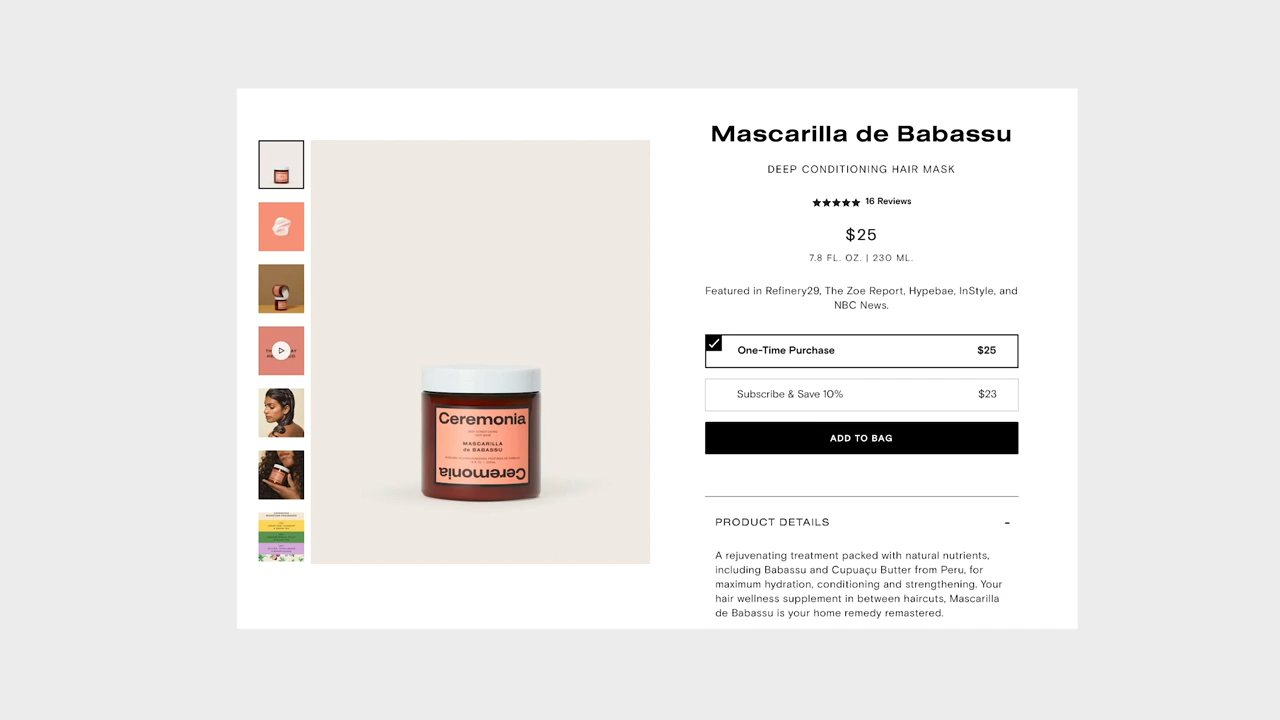 Mascarilla de Babassu
DEEP CONDITIONING HAIR MASK
16 Reviews
$25
7.8 FL. OZ. | 230 ML.
Featured in Refinery29, The Zoe Report, Hypebae, InStyle, and
NBC News.
One-Time Purchase $25
Subscribe & Save 10% $23
ADD TO BAG
PRODUCT DETAILS -
A rejuvenating treatment packed with natural nutrients,
including Babassu and Cupuaçu Butter from Peru, for
maximum hydration, conditioning and strengthening. Your
hair wellness supplement in between haircuts, Mascarilla
de Babassu is your home remedy remastered.
Ceremonia
MASCARILLA
de BABASSU
Ceremonia